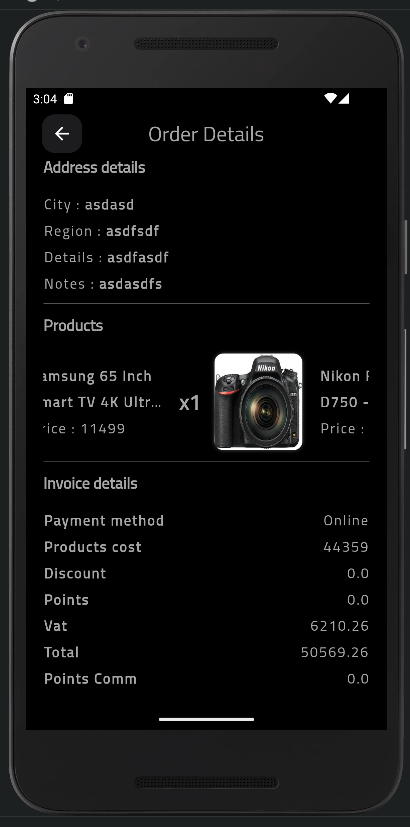 3:04
Order Details
Address details
City : asdasd
Region : asdfsdf
Details : asdfasdf
Notes : asdasdfs
Products
amsung 65 Inch
mart TV 4K Ultr...
rice : 11499
x1
Nikon
Nikon F
D750 -
Price :
Invoice details
Payment method Online
Products cost 44359
Discount 0.0
Points 0.0
Vat 6210.26
Total 50569.26
Points Comm 0.0